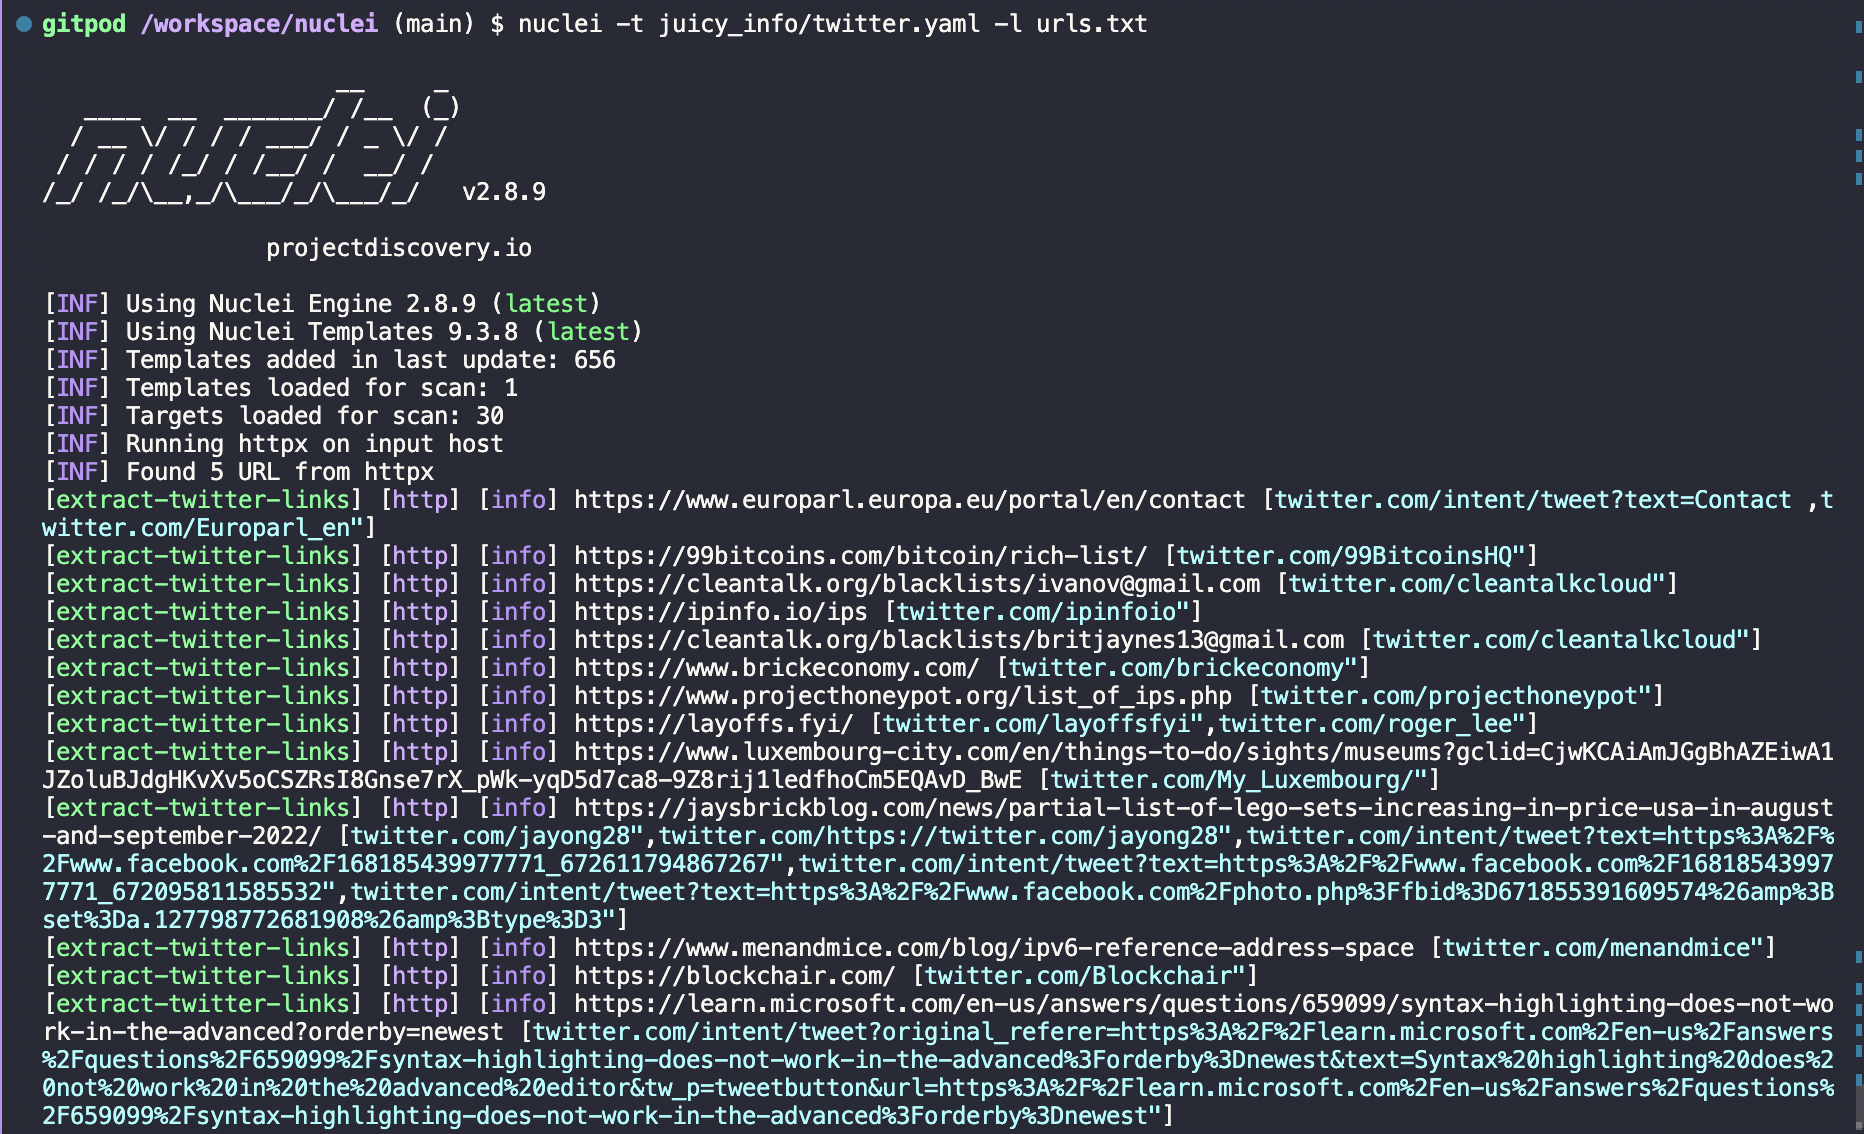 gitpod /workspace/nuclei (main) $ nuclei -t juicy_info/twitter.yaml -l urls.txt
                     __     _
   ____  __  _______/ /__  (_)
  / __ \/ / / / ___/ / _ \/ /
 / / / / /_/ / /__/ /  __/ /
/_/ /_/\__,_/\___/_/\___/_/   v2.8.9
projectdiscovery.io
[INF] Using Nuclei Engine 2.8.9 (latest)
[INF] Using Nuclei Templates 9.3.8 (latest)
[INF] Templates added in last update: 656
[INF] Templates loaded for scan: 1
[INF] Targets loaded for scan: 30
[INF] Running httpx on input host
[INF] Found 5 URL from httpx
[extract-twitter-links] [http] [info] https://www.europarl.europa.eu/portal/en/contact [twitter.com/intent/tweet?text=Contact ,t
witter.com/Europarl_en"]
[extract-twitter-links] [http] [info] https://99bitcoins.com/bitcoin/rich-list/ [twitter.com/99BitcoinsHQ"]
[extract-twitter-links] [http] [info] https://cleantalk.org/blacklists/ivanov@gmail.com [twitter.com/cleantalkcloud"]
[extract-twitter-links] [http] [info] https://ipinfo.io/ips [twitter.com/ipinfoio"]
[extract-twitter-links] [http] [info] https://cleantalk.org/blacklists/britjaynes13@gmail.com [twitter.com/cleantalkcloud"]
[extract-twitter-links] [http] [info] https://www.brickeconomy.com/ [twitter.com/brickeconomy"]
[extract-twitter-links] [http] [info] https://www.projecthoneypot.org/list_of_ips.php [twitter.com/projecthoneypot"]
[extract-twitter-links] [http] [info] https://layoffs.fyi/ [twitter.com/layoffsfyi",twitter.com/roger_lee"]
[extract-twitter-links] [http] [info] https://www.luxembourg-city.com/en/things-to-do/sights/museums?gclid=CjwKCAiAmJGgBhAZEiwA1
JZoluBJdgHKvXv5oCSZRsI8Gnse7rX_pWk-yqD5d7ca8-9Z8rij1ledfhoCm5EQAvD_BwE [twitter.com/My_Luxembourg/"]
[extract-twitter-links] [http] [info] https://jaysbrickblog.com/news/partial-list-of-lego-sets-increasing-in-price-usa-in-august
-and-september-2022/ [twitter.com/jayong28",twitter.com/https://twitter.com/jayong28",twitter.com/intent/tweet?text=https%3A%2F%
2Fwww.facebook.com%2F168185439977771_672611794867267",twitter.com/intent/tweet?text=https%3A%2F%2Fwww.facebook.com%2F16818543997
7771_672095811585532",twitter.com/intent/tweet?text=https%3A%2F%2Fwww.facebook.com%2Fphoto.php%3Ffbid%3D671855391609574%26amp%3B
set%3Da.127798772681908%26amp%3Btype%3D3"]
[extract-twitter-links] [http] [info] https://www.menandmice.com/blog/ipv6-reference-address-space [twitter.com/menandmice"]
[extract-twitter-links] [http] [info] https://blockchair.com/ [twitter.com/Blockchair"]
[extract-twitter-links] [http] [info] https://learn.microsoft.com/en-us/answers/questions/659099/syntax-highlighting-does-not-wo
rk-in-the-advanced?orderby=newest [twitter.com/intent/tweet?original_referer=https%3A%2F%2Flearn.microsoft.com%2Fen-us%2Fanswers
%2Fquestions%2F659099%2Fsyntax-highlighting-does-not-work-in-the-advanced%3Forderby%3Dnewest&text=Syntax%20highlighting%20does%2
0not%20work%20in%20the%20advanced%20editor&tw_p=tweetbutton&url=https%3A%2F%2Flearn.microsoft.com%2Fen-us%2Fanswers%2Fquestions%
2F659099%2Fsyntax-highlighting-does-not-work-in-the-advanced%3Forderby%3Dnewest"]